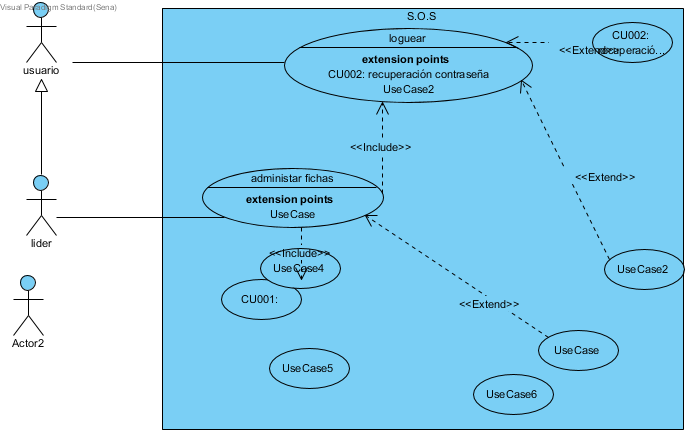 Visual Paradigm Standard(Sena)
S.O.S
usuario
loguear
extension points
CU002: recuperación contraseña
UseCase2
<<Extend>>
CU002:
recuperació...
<<Include>>
<<Extend>>
administar fichas
extension points
UseCase
lider
<<Include>>
UseCase4
UseCase2
CU001:
<<Extend>>
Actor2
UseCase
UseCase5
UseCase6